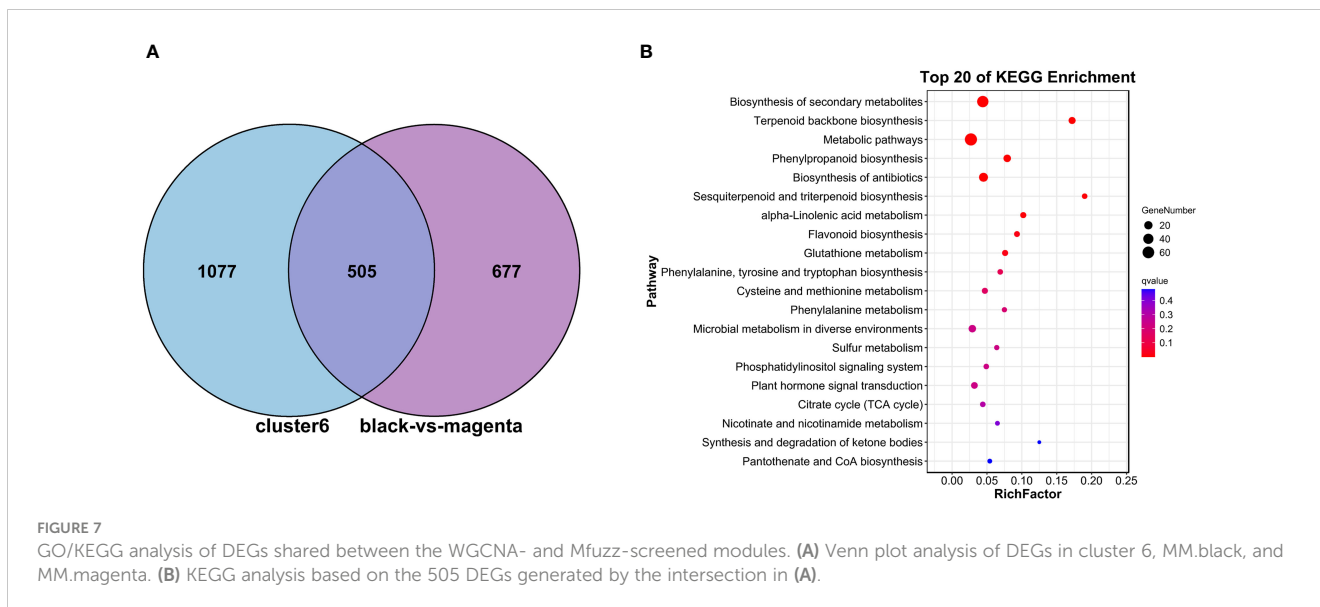 A
1077
505
677
cluster6
black-vs-magenta
B
Top 20 of KEGG Enrichment
Pathway
Biosynthesis of secondary metabolites
Terpenoid backbone biosynthesis
Metabolic pathways
Phenylpropanoid biosynthesis
Biosynthesis of antibiotics
Sesquiterpenoid and triterpenoid biosynthesis
alpha-Linolenic acid metabolism
Flavonoid biosynthesis
Glutathione metabolism
Phenylalanine, tyrosine and tryptophan biosynthesis
Cysteine and methionine metabolism
Phenylalanine metabolism
Microbial metabolism in diverse environments
Sulfur metabolism
Phosphatidylinositol signaling system
Plant hormone signal transduction
Citrate cycle (TCA cycle)
Nicotinate and nicotinamide metabolism
Synthesis and degradation of ketone bodies
Pantothenate and CoA biosynthesis
0.00 0.05 0.10 0.15 0.20 0.25
RichFactor
GeneNumber
20
40
60
qvalue
0.4
0.3
0.2
0.1
FIGURE 7
GO/KEGG analysis of DEGs shared between the WGCNA- and Mfuzz-screened modules. (A) Venn plot analysis of DEGs in cluster 6, MM.black, and
MM.magenta. (B) KEGG analysis based on the 505 DEGs generated by the intersection in (A).